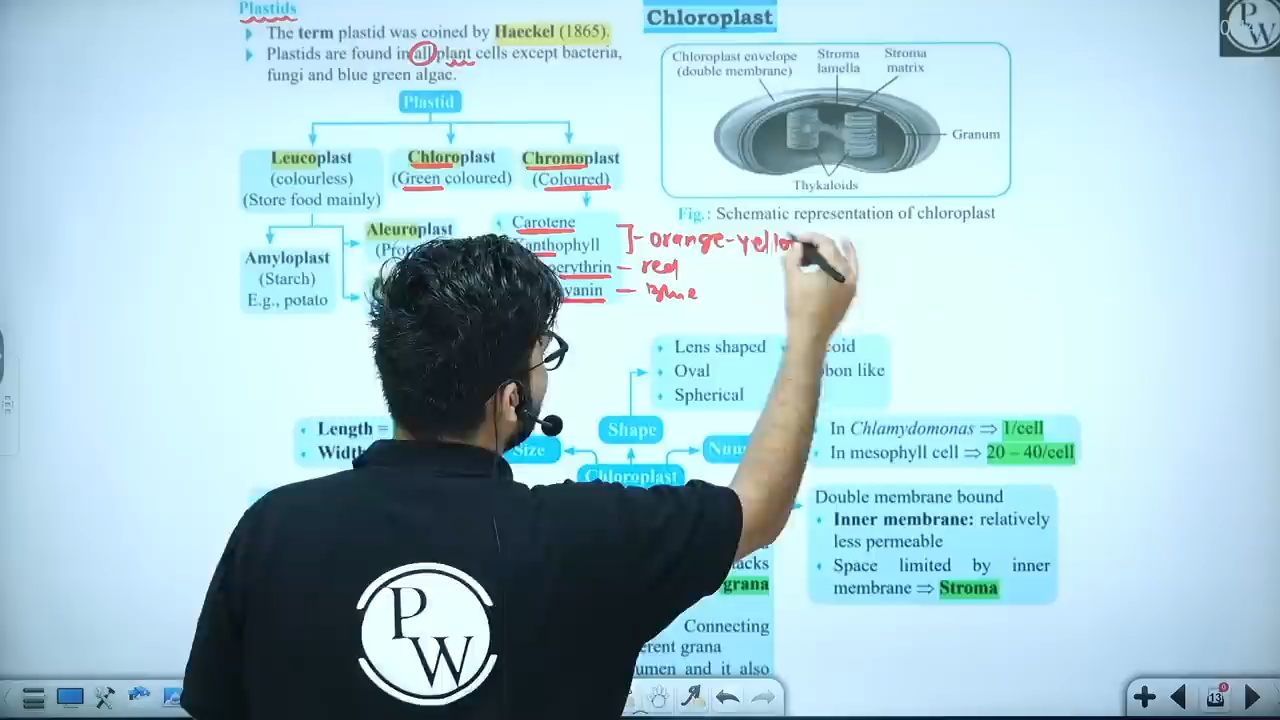 Plastids
The term plastid was coined by Haeckel (1865).
Plastids are found in all plant cells except bacteria,
fungi and blue green algae.
Plastid
Leucoplast
(colourless)
(Store food mainly)
Chloroplast
(Green coloured)
Chromoplast
(Coloured)
Amyloplast
(Starch)
E.g., potato
Aleuroplast
Carotene
Xanthophyll
orange-yello
red
Blue
Chloroplast
Chloroplast envelope
(double membrane)
Stroma
lamella
Stroma
matrix
Granum
Thykaloids
Fig.: Schematic representation of chloroplast
Lens shaped
Oval
Spherical
Shape
Size
Length =
Chloroplast
In Chlamydomonas ⇒ 1/cell
In mesophyll cell ⇒ 20 – 40/cell
Double membrane bound
Inner membrane: relatively
less permeable
Space limited by inner
membrane ⇒ Stroma
grana
Connecting
grana
and it also
PW
PW
13